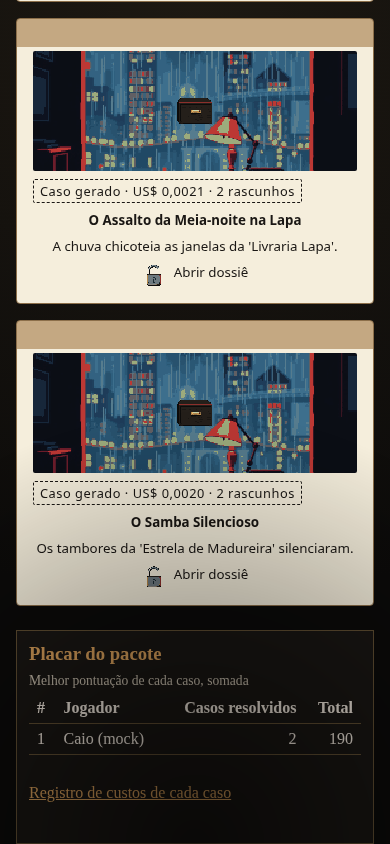 Caso gerado · US$ 0,0021 · 2 rascunhos
O Assalto da Meia-noite na Lapa
A chuva chicoteia as janelas da 'Livraria Lapa'.
Abrir dossiê
Caso gerado · US$ 0,0020 · 2 rascunhos
O Samba Silencioso
Os tambores da 'Estrela de Madureira' silenciaram.
Abrir dossiê
Placar do pacote
Melhor pontuação de cada caso, somada
# Jogador Casos resolvidos Total
1 Caio (mock) 2 190
Registro de custos de cada caso